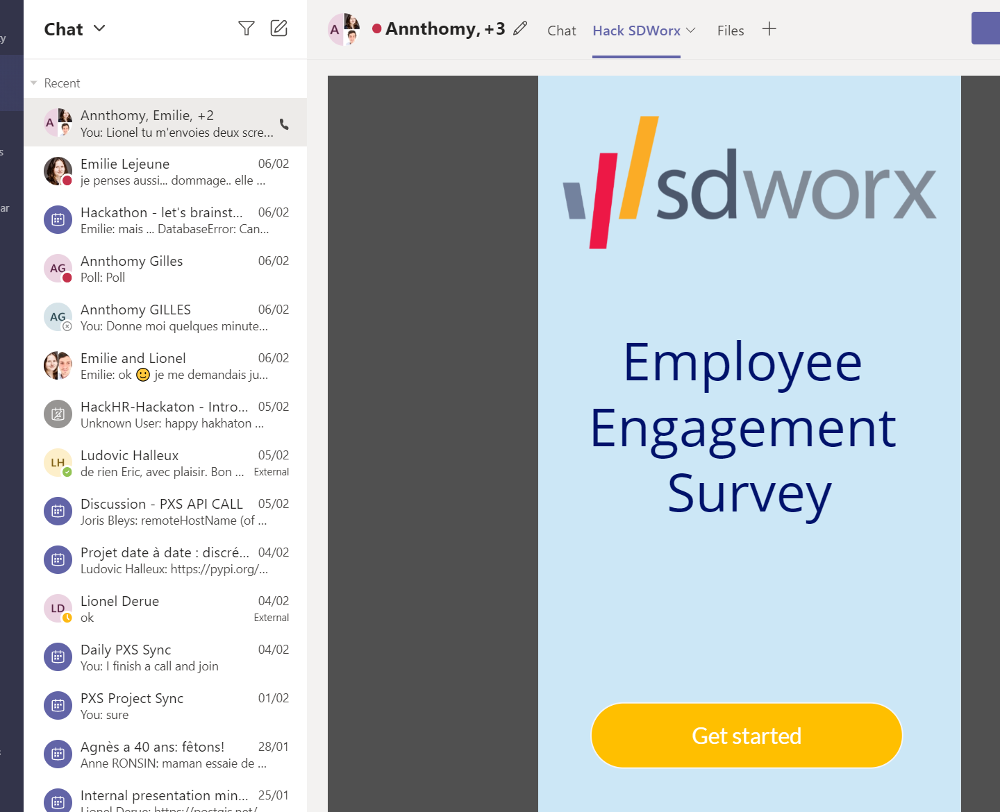 y
s
ar
s
Chat
Recent
A
Annthomy, Emilie, +2
You: Lionel tu m'envoies deux scre...
Emilie Lejeune 06/02
je penses aussi... dommage.. elle ...
Hackathon - let's brainst... 06/02
Emilie: mais ... DatabaseError: Can...
AG
Annthomy Gilles 06/02
Poll: Poll
AG
Annthomy GILLES 06/02
You: Donne moi quelques minute...
Emilie and Lionel 06/02
Emilie: ok 🙂 je me demandais ju...
HackHR-Hackaton - Intro... 05/02
Unknown User: happy hakhaton ...
LH
Ludovic Halleux 05/02
de rien Eric, avec plaisir. Bon ... External
Discussion - PXS API CALL 05/02
Joris Bleys: remoteHostName (of ...
Projet date à date : discré... 04/02
Ludovic Halleux: https://pypi.org/...
LD
Lionel Derue 04/02
ok External
Daily PXS Sync 04/02
You: I finish a call and join
PXS Project Sync 01/02
You: sure
Agnès a 40 ans: fêtons! 28/01
Anne RONSIN: maman essaie de ...
Internal presentation min... 25/01
Lionel Derue: https://postgis.net/
A
Annthomy, +3 Chat Hack SDWorx Files
sdworx
Employee
Engagement
Survey
Get started